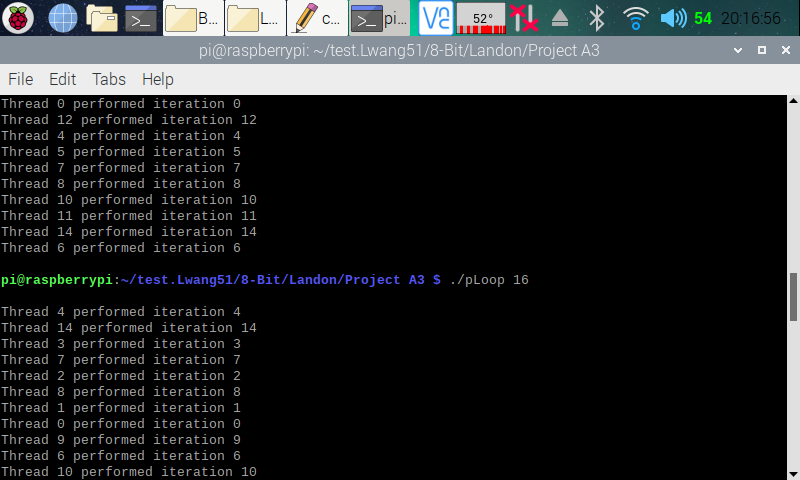 B...
L...
c...
pi...
52°
54
20:16:56
pi@raspberrypi: ~/test.Lwang51/8-Bit/Landon/Project A3
File Edit Tabs Help
Thread 0 performed iteration 0
Thread 12 performed iteration 12
Thread 4 performed iteration 4
Thread 5 performed iteration 5
Thread 7 performed iteration 7
Thread 8 performed iteration 8
Thread 10 performed iteration 10
Thread 11 performed iteration 11
Thread 14 performed iteration 14
Thread 6 performed iteration 6
pi@raspberrypi:~/test.Lwang51/8-Bit/Landon/Project A3 $ ./pLoop 16
Thread 4 performed iteration 4
Thread 14 performed iteration 14
Thread 3 performed iteration 3
Thread 7 performed iteration 7
Thread 2 performed iteration 2
Thread 8 performed iteration 8
Thread 1 performed iteration 1
Thread 0 performed iteration 0
Thread 9 performed iteration 9
Thread 6 performed iteration 6
Thread 10 performed iteration 10